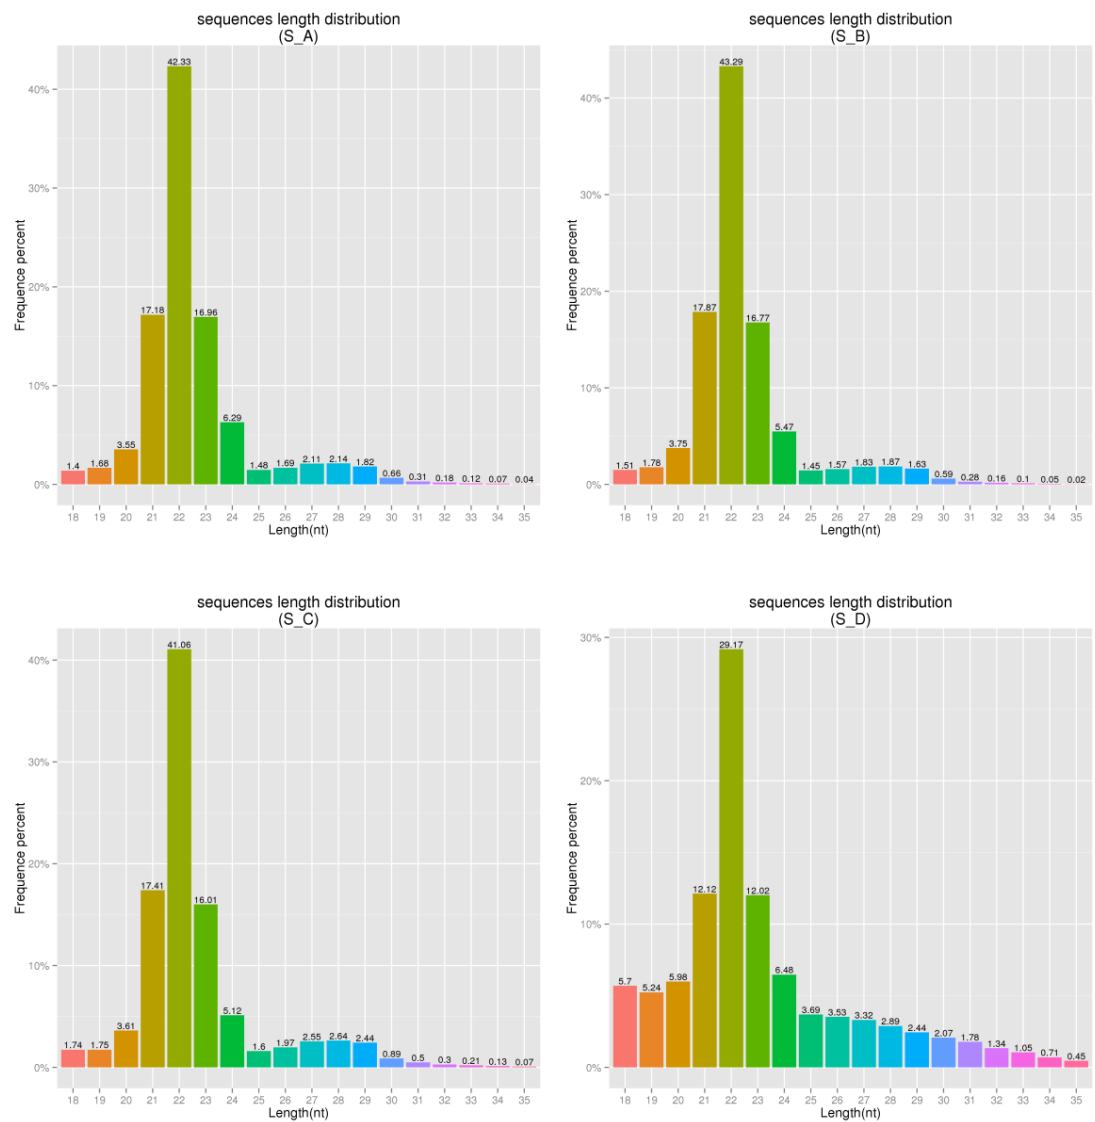 sequences length distribution
(S_A)
Frequence percent
40%
30%
20%
10%
0%
1.4 1.68 3.55 17.18 42.33 16.96 6.29 1.48 1.69 2.11 2.14 1.82 0.66 0.31 0.18 0.12 0.07 0.04
18 19 20 21 22 23 24 25 26 27 28 29 30 31 32 33 34 35
Length(nt)
sequences length distribution
(S_B)
Frequence percent
40%
30%
20%
10%
0%
1.51 1.78 3.75 17.87 43.29 16.77 5.47 1.45 1.57 1.83 1.87 1.63 0.59 0.28 0.16 0.1 0.05 0.02
18 19 20 21 22 23 24 25 26 27 28 29 30 31 32 33 34 35
Length(nt)
sequences length distribution
(S_C)
Frequence percent
40%
30%
20%
10%
0%
1.74 1.75 3.61 17.41 41.06 16.01 5.12 1.6 1.97 2.55 2.64 2.44 0.89 0.5 0.3 0.21 0.13 0.07
18 19 20 21 22 23 24 25 26 27 28 29 30 31 32 33 34 35
Length(nt)
sequences length distribution
(S_D)
Frequence percent
30%
20%
10%
0%
5.7 5.24 5.98 12.12 29.17 12.02 6.48 3.69 3.53 3.32 2.89 2.44 2.07 1.78 1.34 1.05 0.71 0.45
18 19 20 21 22 23 24 25 26 27 28 29 30 31 32 33 34 35
Length(nt)